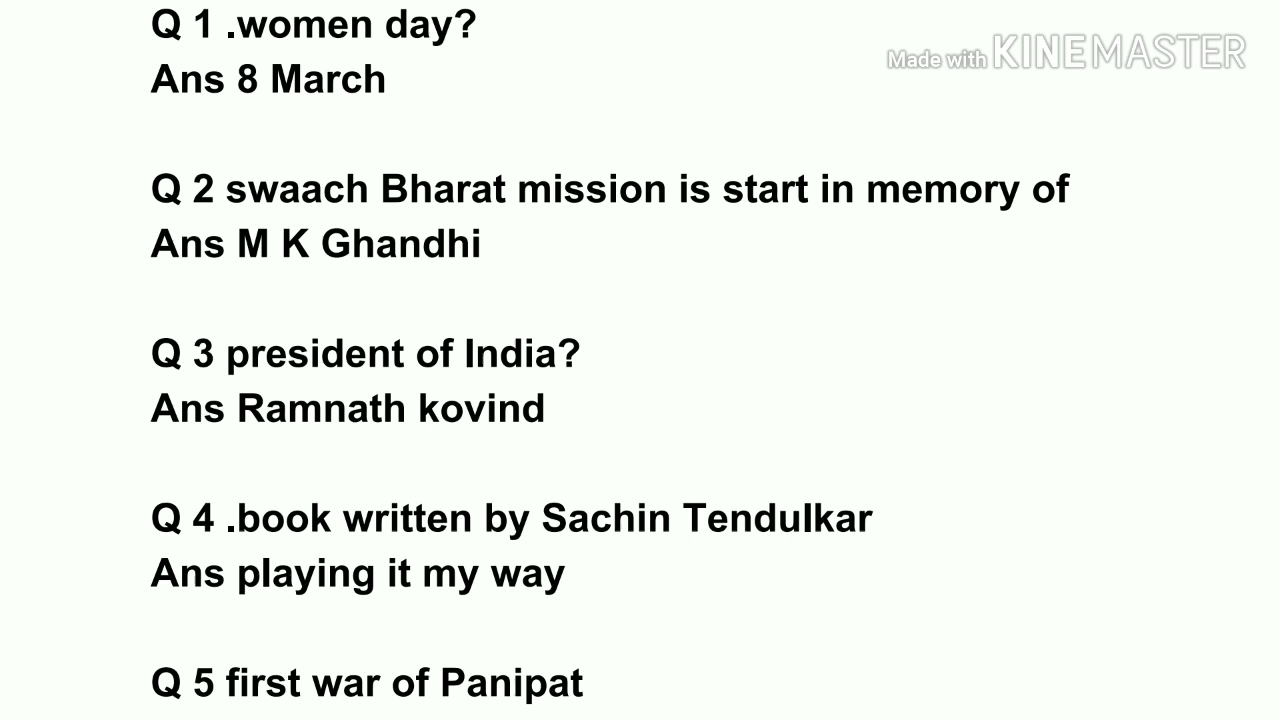 Q 1 .women day?
Made with KINEMASTER
Ans 8 March
Q 2 swaach Bharat mission is start in memory of
Ans M K Ghandhi
Q 3 president of India?
Ans Ramnath kovind
Q 4 .book written by Sachin Tendulkar
Ans playing it my way
Q 5 first war of Panipat